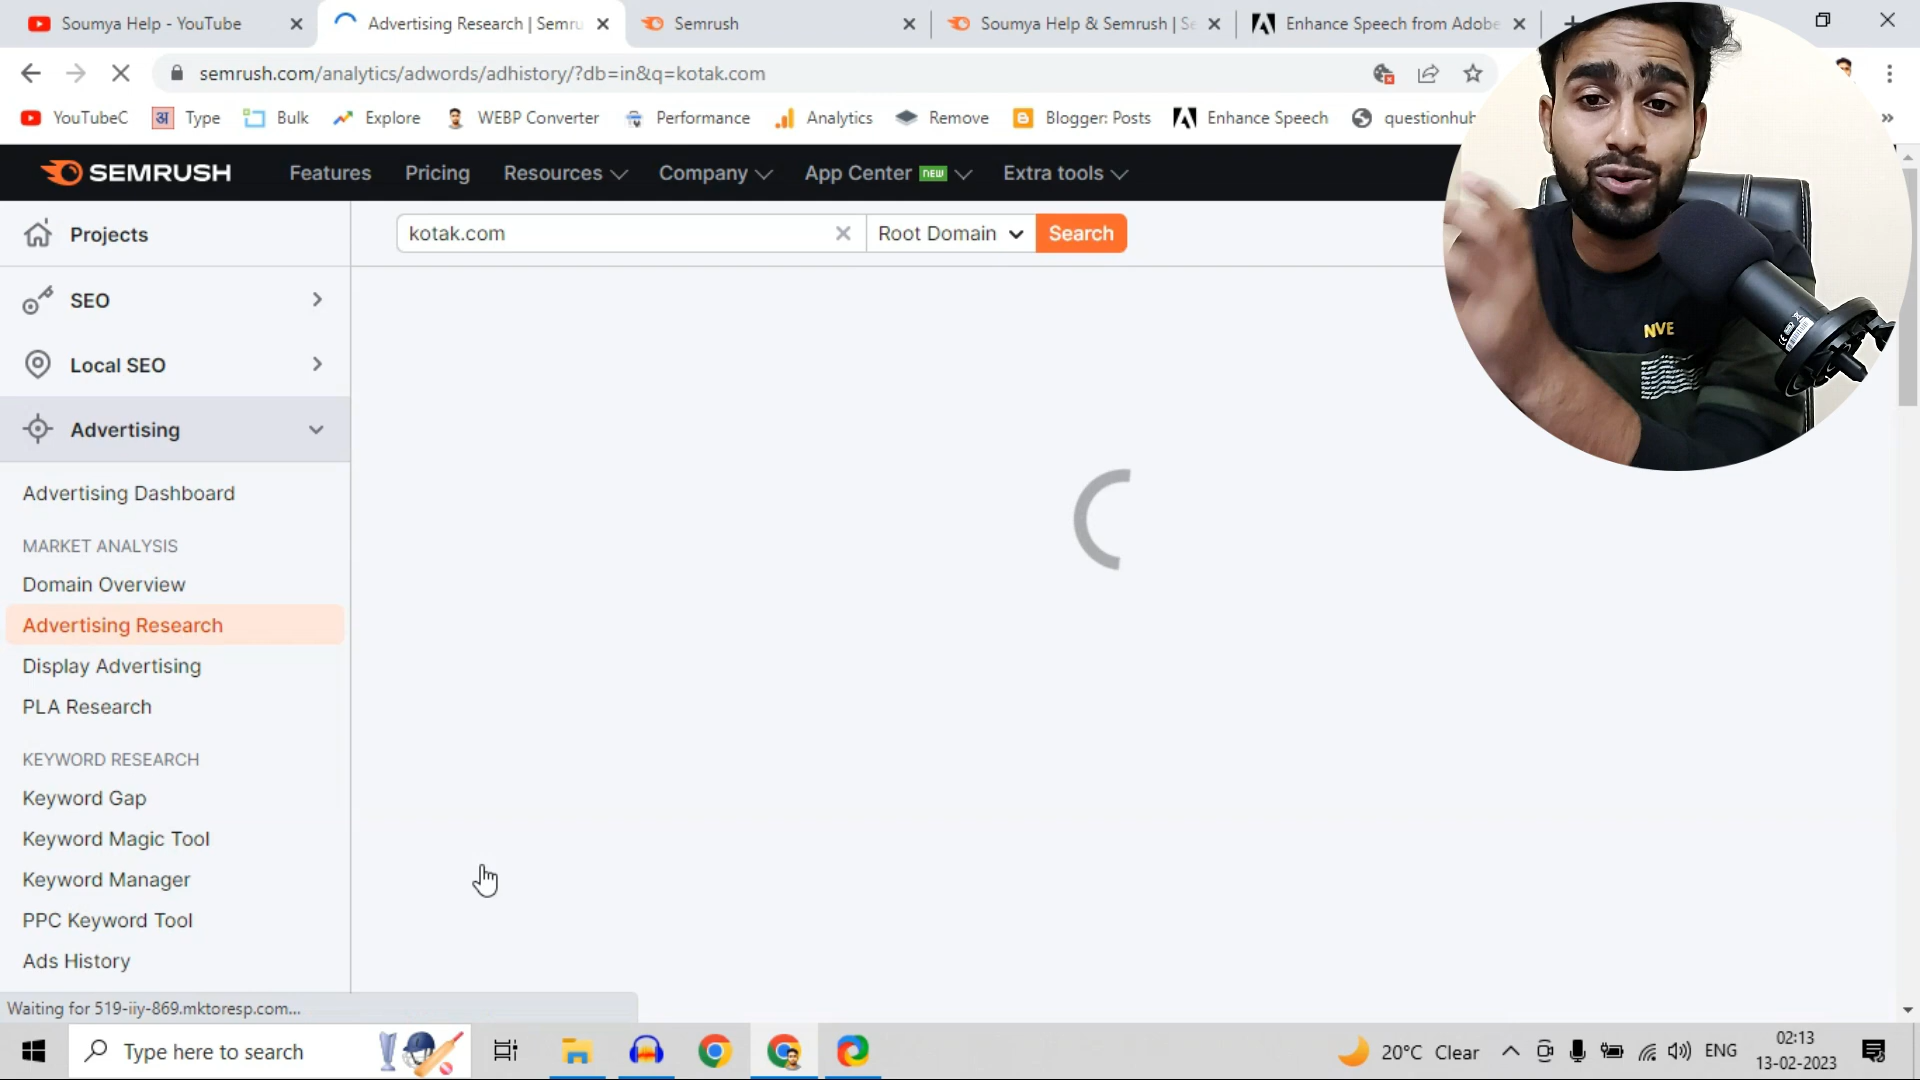 Soumya Help - YouTube
Advertising Research | Semru
Semrush
Soumya Help & Semrush | Se
Enhance Speech from Adobe
semrush.com/analytics/adwords/adhistory/?db=in&q=kotak.com
YouTubeC
अ Type
Bulk
Explore
WEBP Converter
Performance
Analytics
Remove
Blogger: Posts
Enhance Speech
questionhub
SEMRUSH
Features
Pricing
Resources
Company
App Center new
Extra tools
Projects
kotak.com
Root Domain
Search
SEO
Local SEO
NVE
Advertising
Advertising Dashboard
MARKET ANALYSIS
Domain Overview
Advertising Research
Display Advertising
PLA Research
KEYWORD RESEARCH
Keyword Gap
Keyword Magic Tool
Keyword Manager
PPC Keyword Tool
Ads History
Waiting for 519-iiy-869.mktoresp.com...
Type here to search
20°C Clear
ENG
02:13
13-02-2023